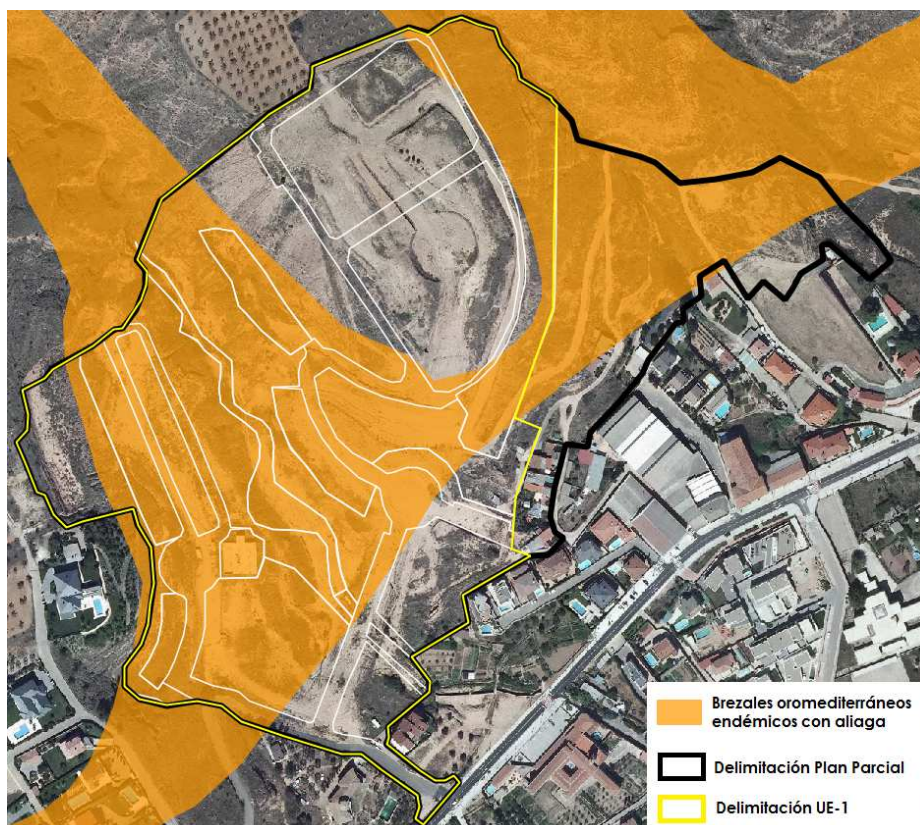 Brezales oromediterráneos
endémicos con aliaga
Delimitación Plan Parcial
Delimitación UE-1